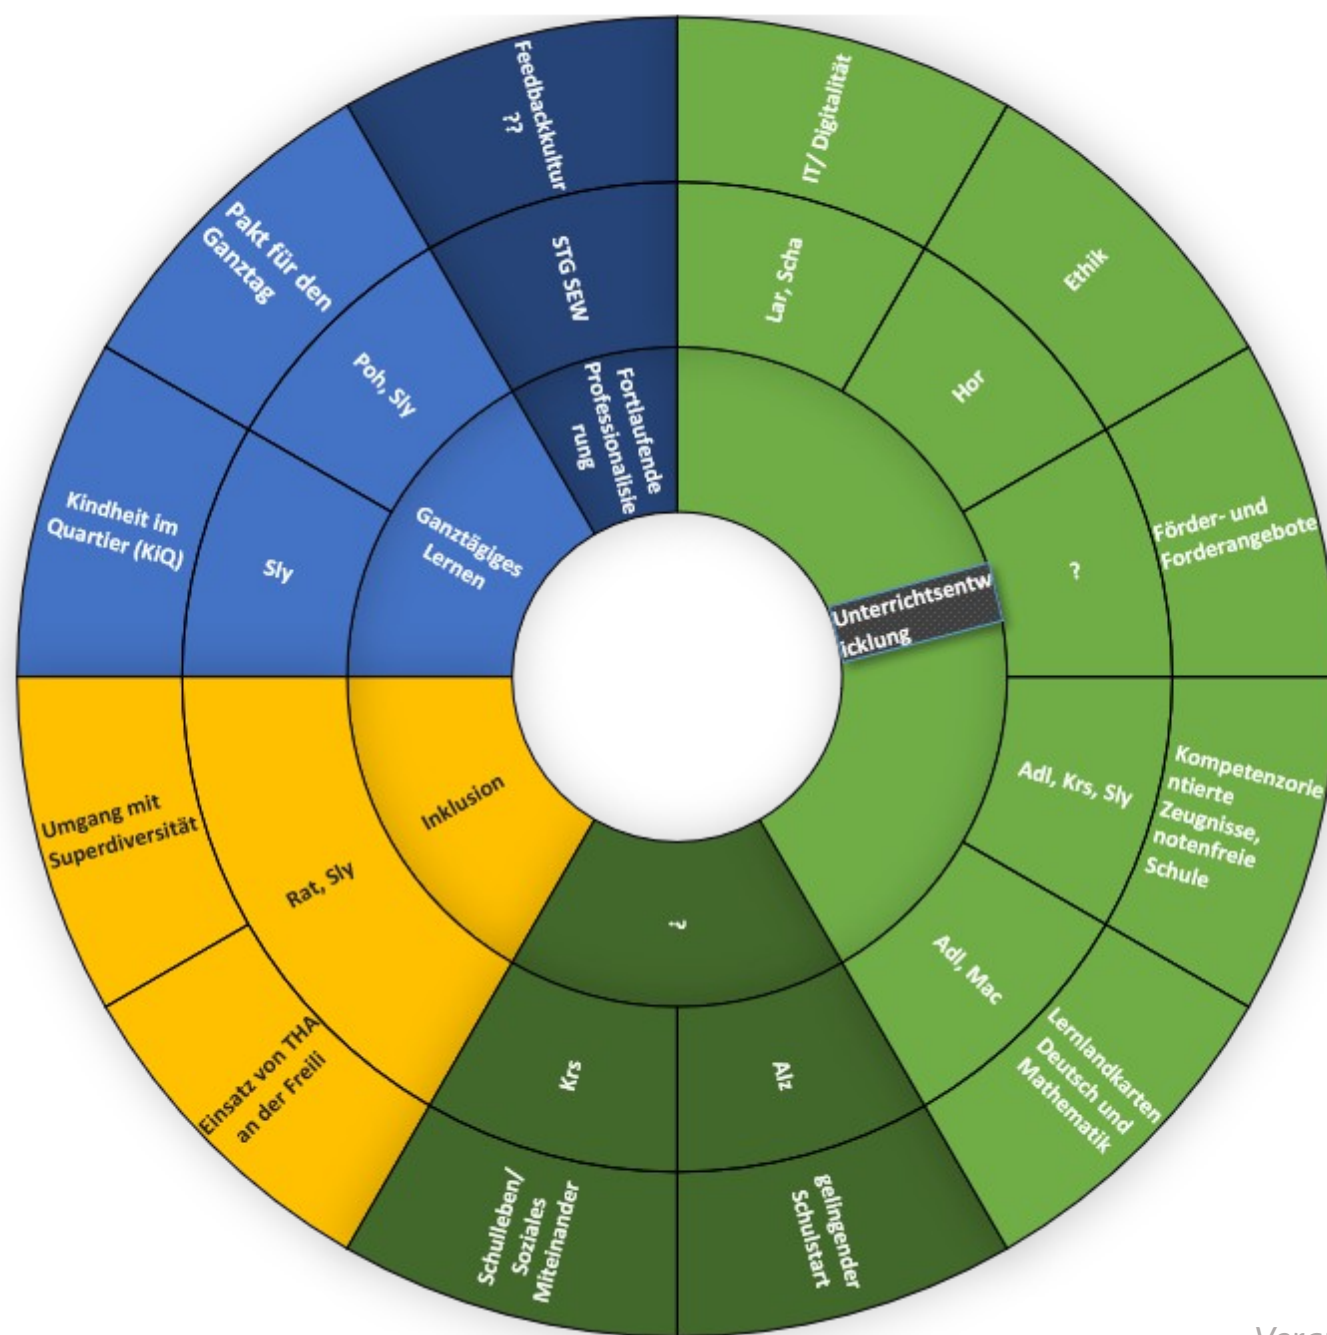 Feedbackkultur
??
STG SEW
Fortlaufende
Professionalisie
rung
IT/ Digitalität
Lar, Scha
Ethik
Hor
Förder- und
Forderangebote
?
Unterrichtsentw
icklung
Kompetenzorie
ntierte
Zeugnisse,
notenfreie
Schule
Adl, Krs, Sly
Lernlandkarten
Deutsch und
Mathematik
Adl, Mac
gelingender
Schulstart
Alz
?
Schulleben/
Soziales
Miteinander
Krs
Einsatz von THA
an der Freili
Umgang mit
Superdiversität
Rat, Sly
Inklusion
Kindheit im
Quartier (KiQ)
Sly
Pakt für den
Ganztag
Poh, Sly
Ganztägiges
Lernen